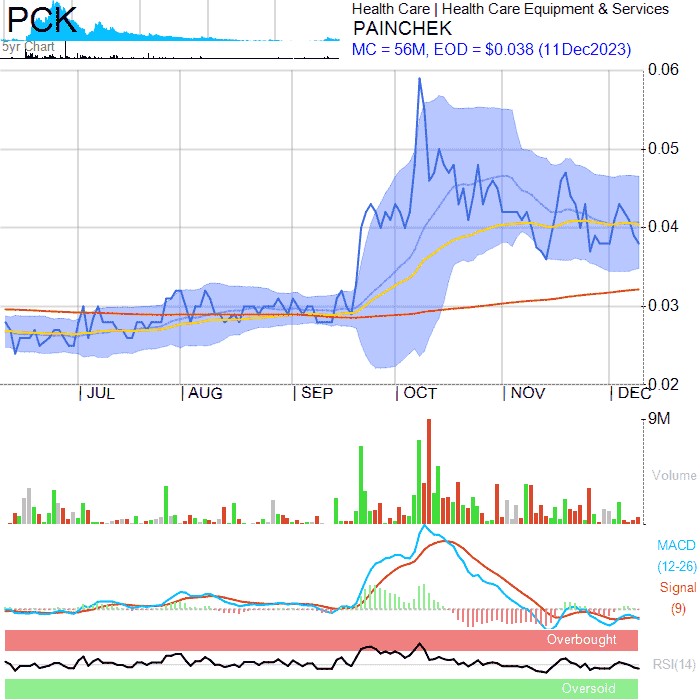 PCK
5yr Chart
Health Care | Health Care Equipment & Services
PAINCHEK
MC = 56M, EOD = $0.038 (11Dec2023)
0.06
0.05
0.04
0.03
0.02
JUL AUG SEP OCT NOV DEC
9M
Volume
MACD
(12-26)
Signal
(9)
Overbought
RSI(14)
Oversold